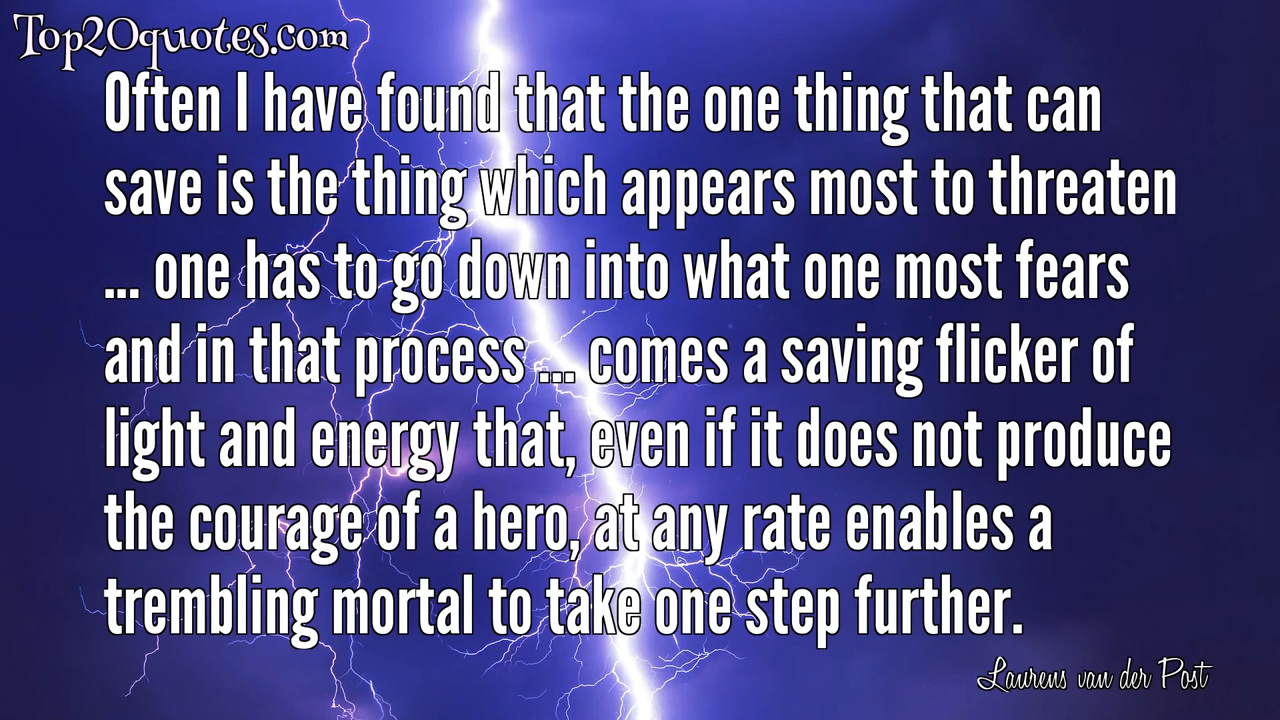 Top20quotes.com
Often I have found that the one thing that can
save is the thing which appears most to threaten
... one has to go down into what one most fears
and in that process ... comes a saving flicker of
light and energy that, even if it does not produce
the courage of a hero, at any rate enables a
trembling mortal to take one step further.
Laurens van der Post